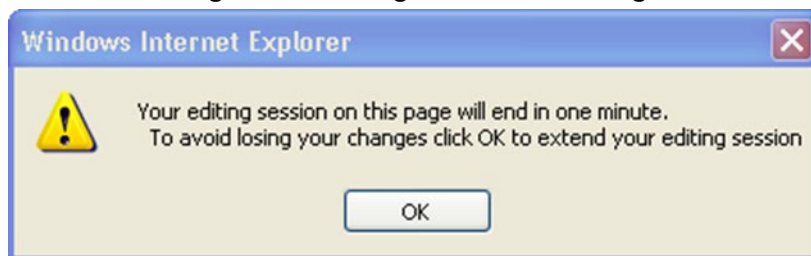 Windows Internet Explorer
Your editing session on this page will end in one minute.
To avoid losing your changes click OK to extend your editing session
OK